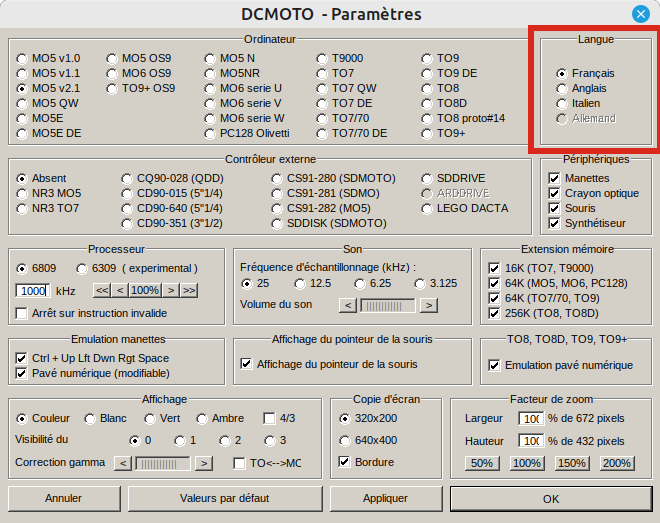 DCMOTO - Paramètres
Ordinateur
MO5 v1.0 MO5 OS9 MO5 N T9000 TO9
MO5 v1.1 MO6 OS9 MO5NR TO7 TO9 DE
MO5 v2.1 TO9+ OS9 MO6 serie U TO7 QW TO8
MO5 QW MO6 serie V TO7 DE TO8D
MO5E MO6 serie W TO7/70 TO8 proto#14
MO5E DE PC128 Olivetti TO7/70 DE TO9+
Langue
Français
Anglais
Italien
Allemand
Contrôleur externe
Absent CQ90-028 (QDD) CS91-280 (SDMOTO) SDDRIVE
NR3 MO5 CD90-015 (5"1/4) CS91-281 (SDMO) ARDDRIVE
NR3 TO7 CD90-640 (5"1/4) CS91-282 (MO5) LEGO DACTA
CD90-351 (3"1/2) SDDISK (SDMOTO)
Périphériques
Manettes
Crayon optique
Souris
Synthétiseur
Processeur
6809 6309 ( experimental )
1000 kHz << < 100% > >>
Arrêt sur instruction invalide
Son
Fréquence d'échantillonnage (kHz) :
25 12.5 6.25 3.125
Volume du son < >
Extension mémoire
16K (TO7, T9000)
64K (MO5, MO6, PC128)
64K (TO7/70, TO9)
256K (TO8, TO8D)
Emulation manettes
Ctrl + Up Lft Dwn Rgt Space
Pavé numérique (modifiable)
Affichage du pointeur de la souris
Affichage du pointeur de la souris
TO8, TO8D, TO9, TO9+
Emulation pavé numérique
Affichage
Couleur Blanc Vert Ambre 4/3
Visibilité du 0 1 2 3
Correction gamma < > TO<-->MO
Copie d'écran
320x200
640x400
Bordure
Facteur de zoom
Largeur 100 % de 672 pixels
Hauteur 100 % de 432 pixels
50% 100% 150% 200%
Annuler Valeurs par défaut Appliquer OK